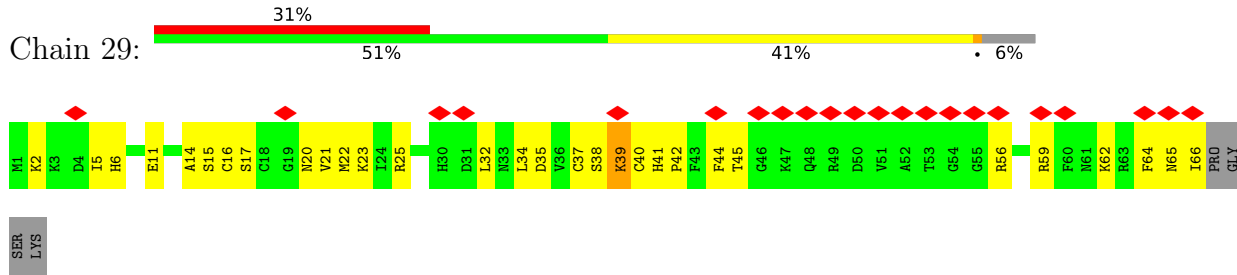 31%
Chain 29:
51% 41% • 6%
M1 K2 K3 D4 I5 H6 E11 A14 S15 C16 S17 C18 G19 N20 V21 M22 K23 I24 R25 H30 D31 L32 N33 L34 D35 V36 C37 S38 K39 C40 H41 P42 F43 F44 T45 G46 K47 Q48 R49 D50 V51 A52 T53 G54 G55 R56 R59 F60 N61 K62 R63 F64 N65 I66 PRO GLY
SER LYS